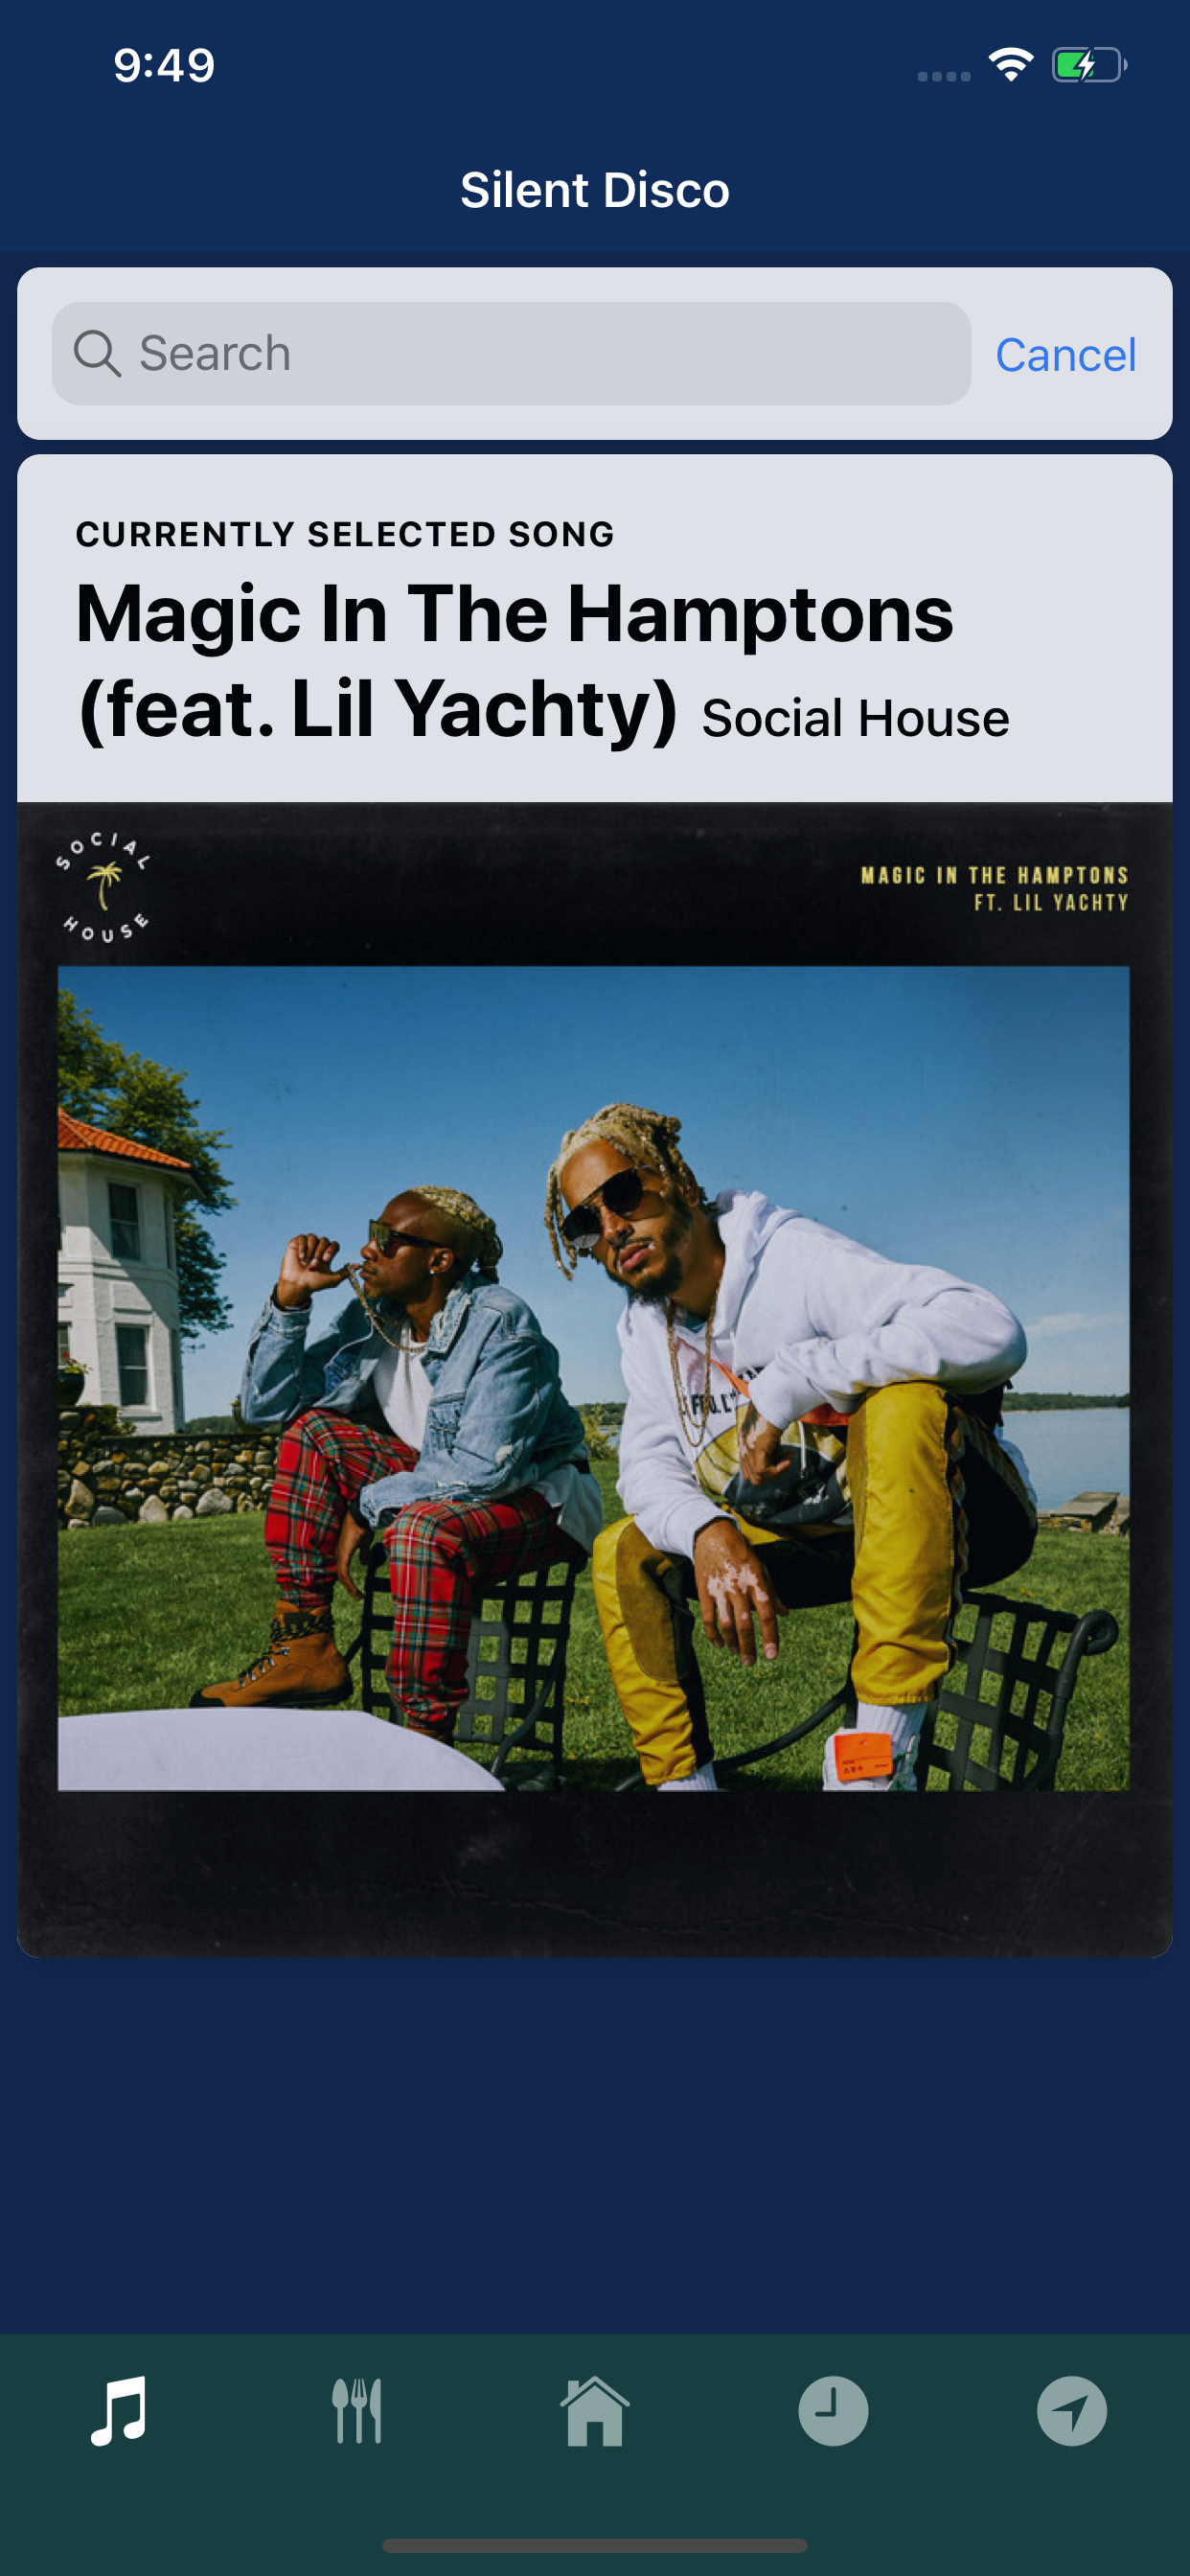 9:49
Silent Disco
Search
Cancel
CURRENTLY SELECTED SONG
Magic In The Hamptons
(feat. Lil Yachty) Social House
SOCIAL
HOUSE
MAGIC IN THE HAMPTONS
FT. LIL YACHTY